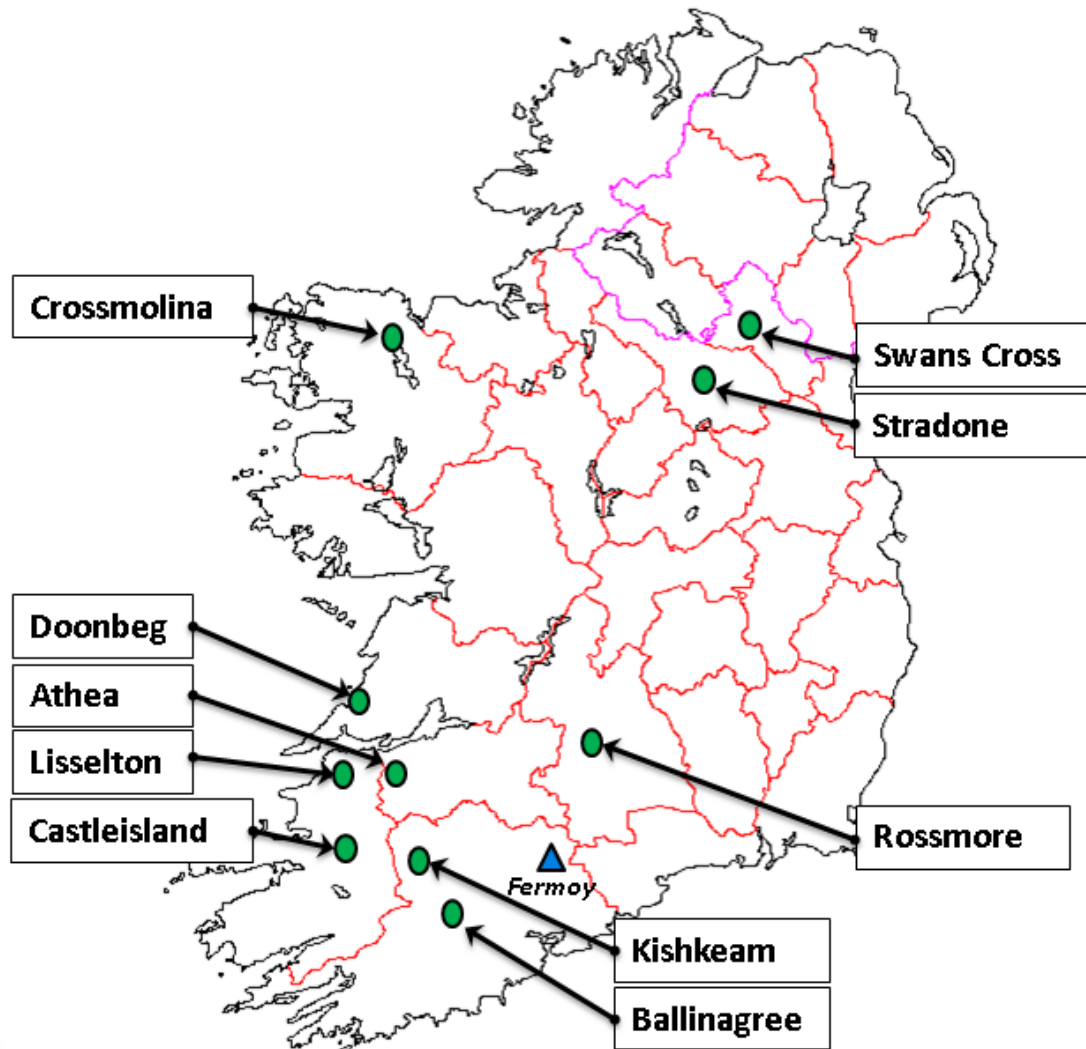 Crossmolina
Swans Cross
Stradone
Doonbeg
Athea
Lisselton
Castleisland
Rossmore
Fermoy
Kishkeam
Ballinagree